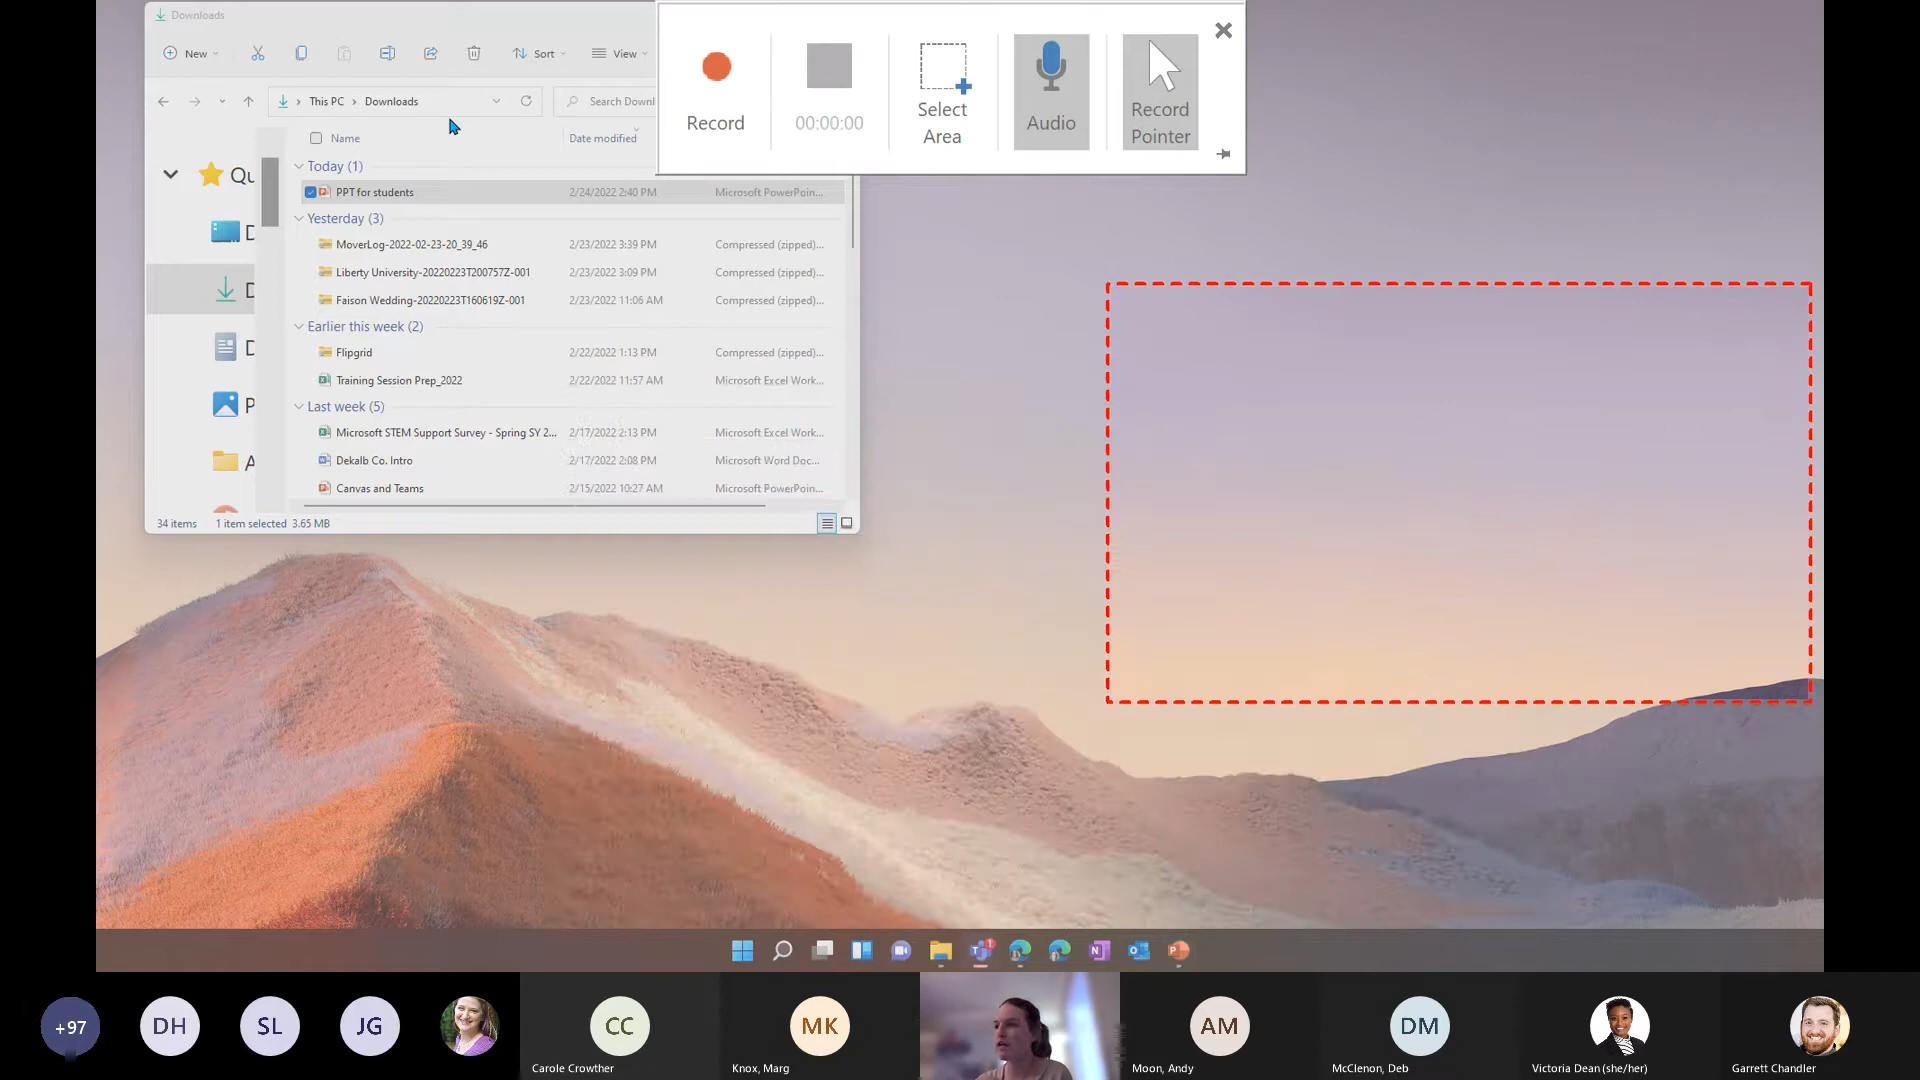 Downloads
New
Sort
View
This PC > Downloads
Search Downl
Name
Date modified
Today (1)
PPT for students 2/24/2022 2:40 PM Microsoft PowerPoin...
Yesterday (3)
MoverLog-2022-02-23-20_39_46 2/23/2022 3:39 PM Compressed (zipped)...
Liberty University-20220223T200757Z-001 2/23/2022 3:09 PM Compressed (zipped)...
Faison Wedding-20220223T160619Z-001 2/23/2022 11:06 AM Compressed (zipped)...
Earlier this week (2)
Flipgrid 2/22/2022 1:13 PM Compressed (zipped)...
Training Session Prep_2022 2/22/2022 11:57 AM Microsoft Excel Work...
Last week (5)
Microsoft STEM Support Survey - Spring SY 2... 2/17/2022 2:13 PM Microsoft Excel Work...
Dekalb Co. Intro 2/17/2022 2:08 PM Microsoft Word Doc...
Canvas and Teams 2/15/2022 10:27 AM Microsoft PowerPoin...
Qu
D
D
D
P
A
34 items 1 item selected 3.65 MB
Record
00:00:00
Select
Area
Audio
Record
Pointer
+97
DH
SL
JG
CC
MK
AM
DM
Carole Crowther
Knox, Marg
Moon, Andy
McClenon, Deb
Victoria Dean (she/her)
Garrett Chandler